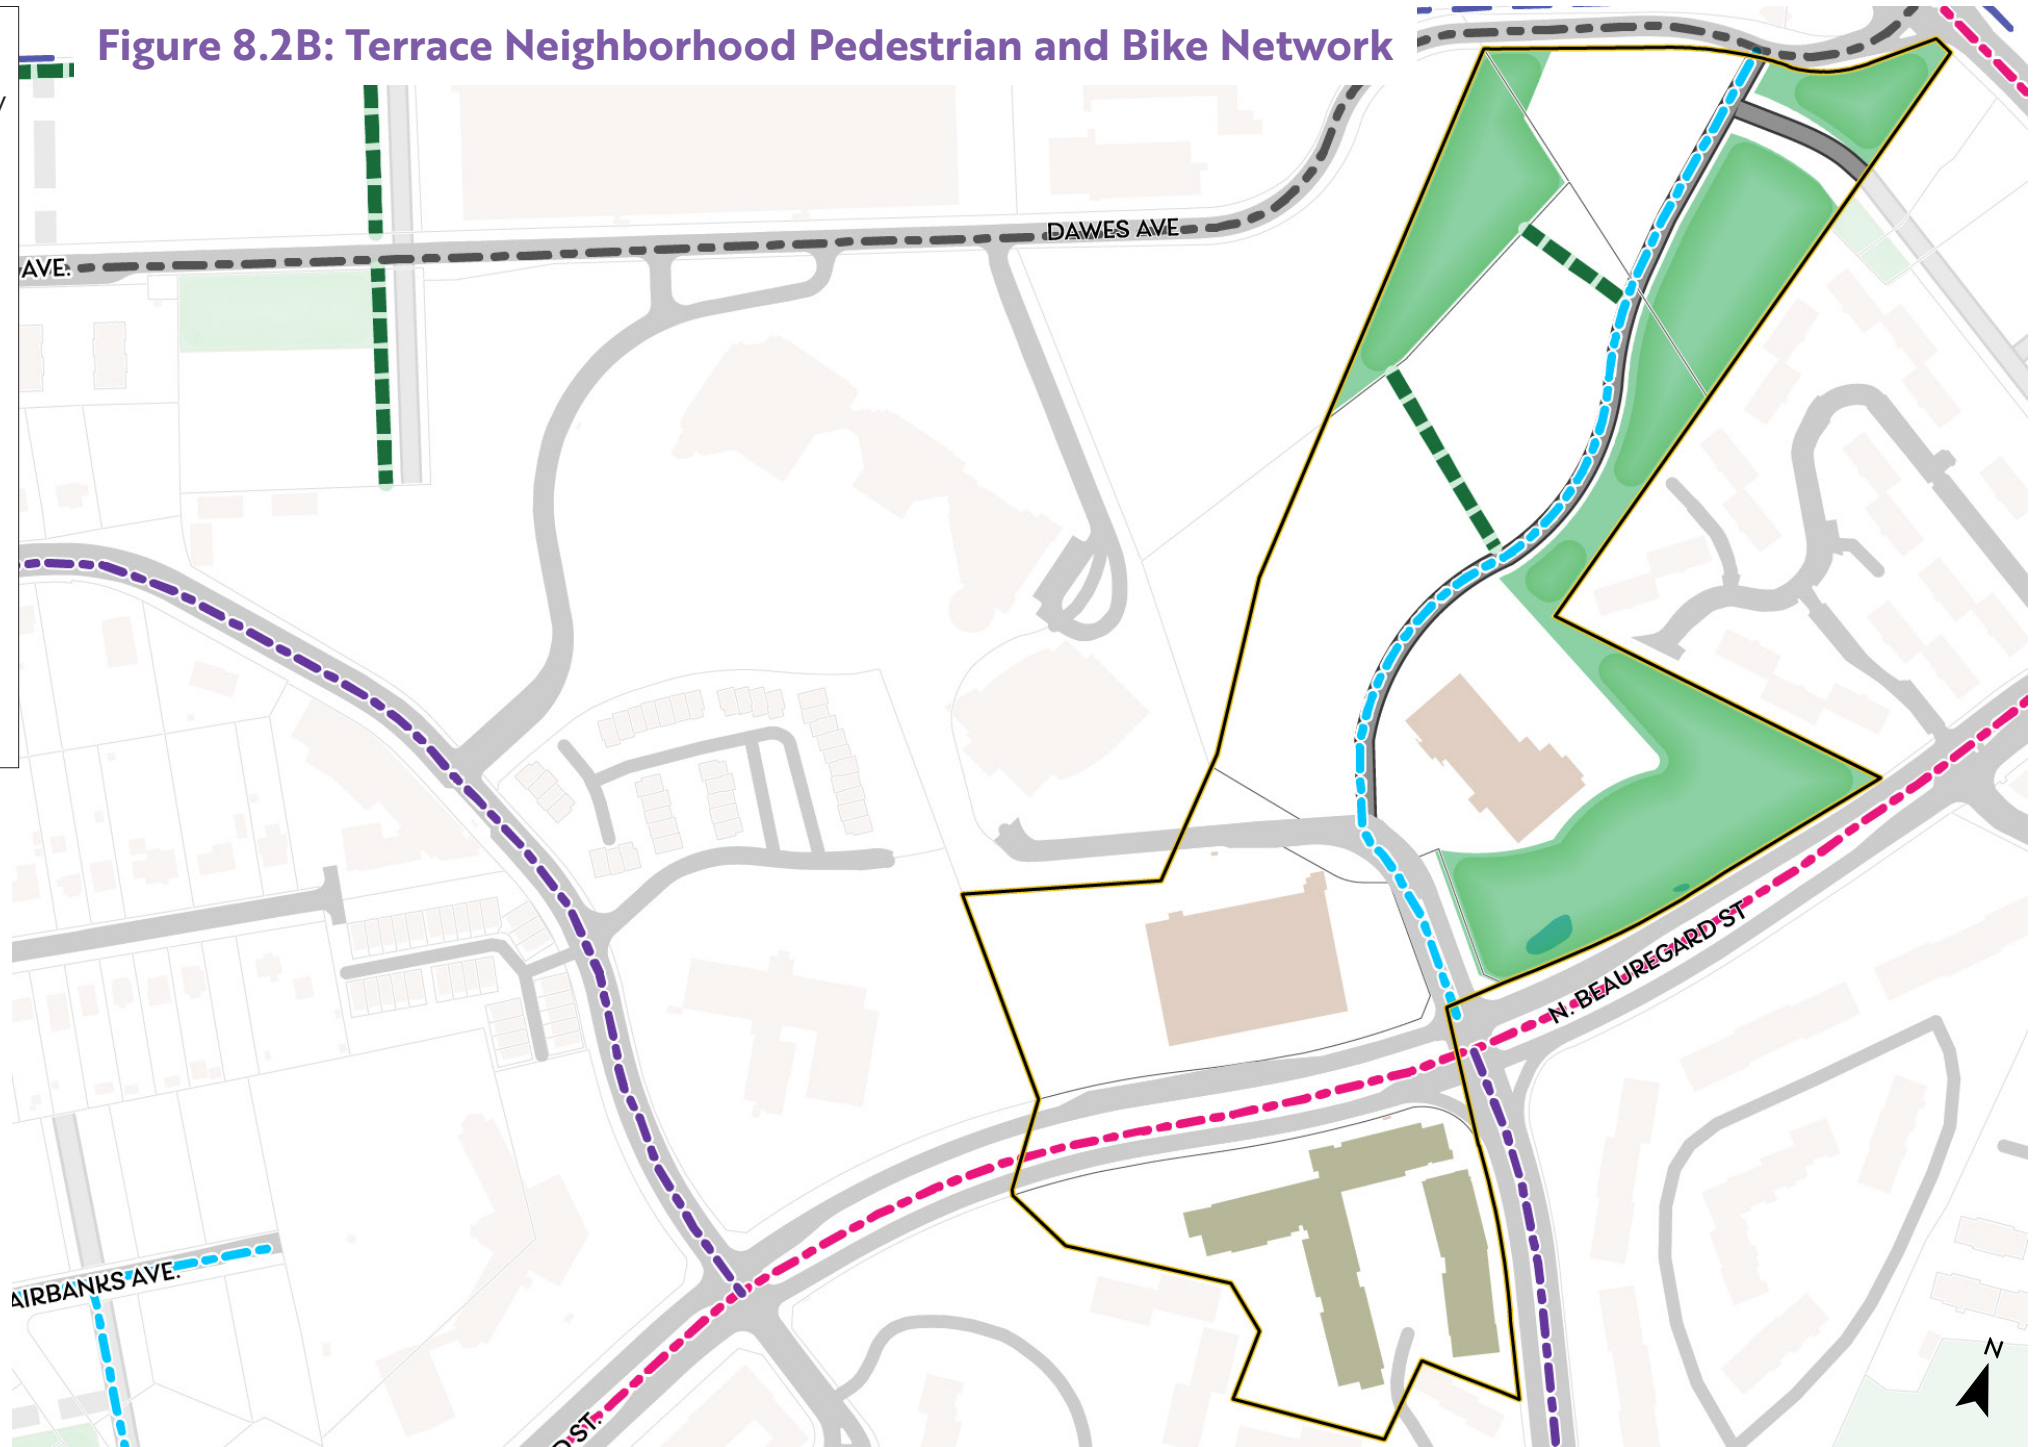 Figure 8.2B: Terrace Neighborhood Pedestrian and Bike Network
/
DAWES AVE
AVE.
N. BEAUREGARD ST
AIRBANKS AVE.
N
ST.